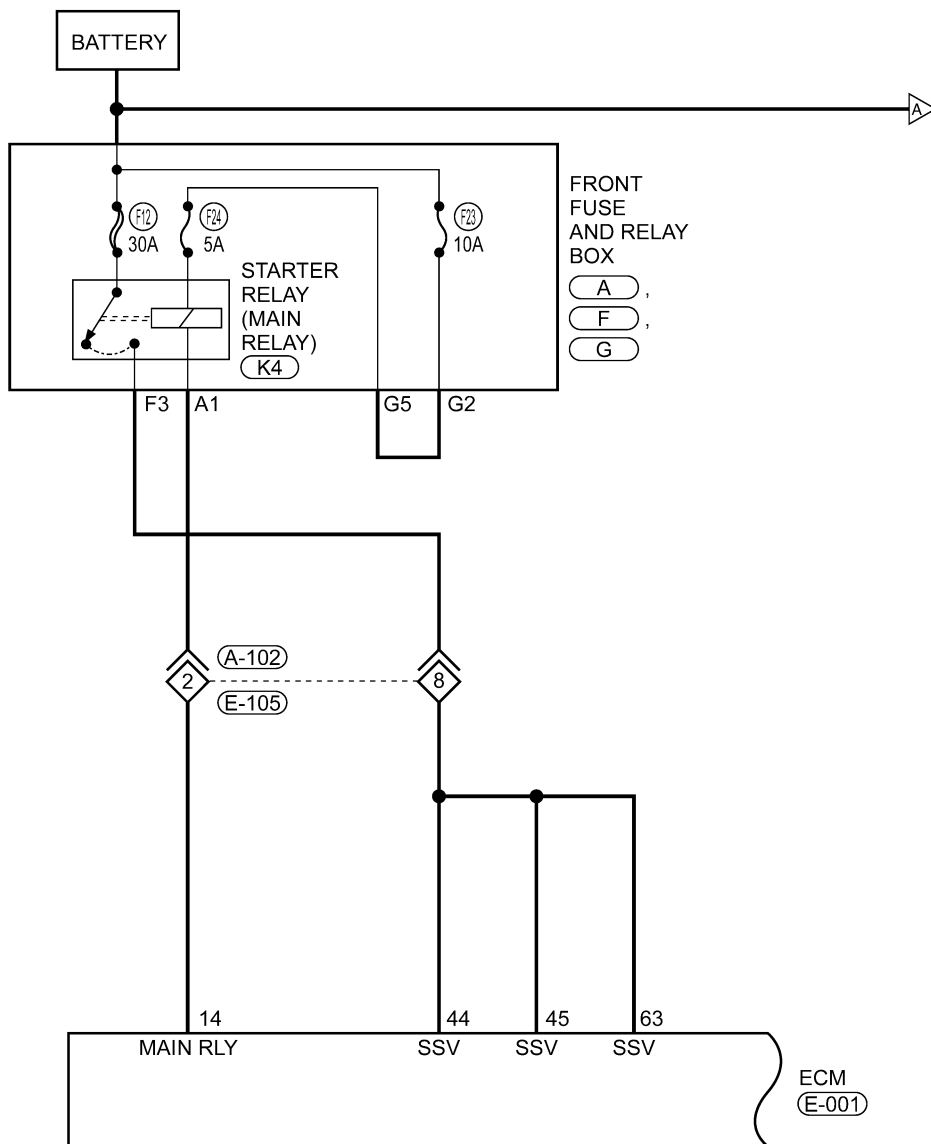 BATTERY
A
FRONT
FUSE
AND RELAY
BOX
A ,
F ,
G
F12
30A
F24
5A
F23
10A
STARTER
RELAY
(MAIN
RELAY)
K4
F3
A1
G5
G2
A-102
2
8
E-105
14
44
45
63
MAIN RLY
SSV
SSV
SSV
ECM
E-001